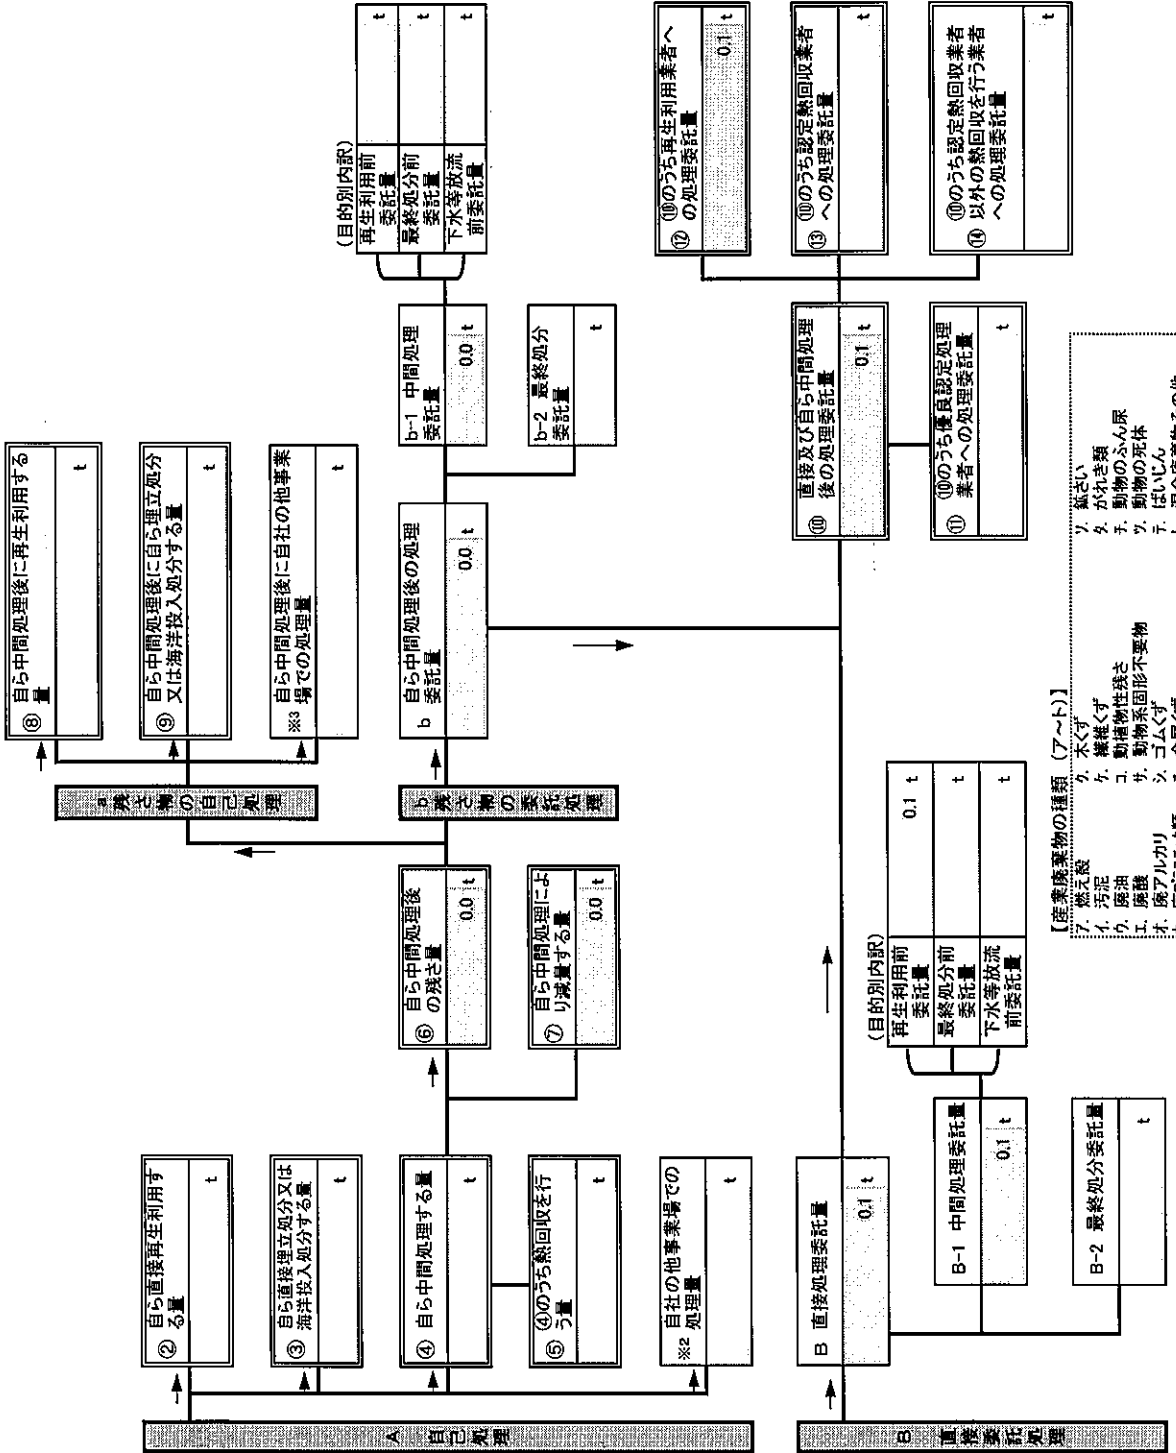 A 自己処理
② 自ら直接再生利用す
る量
t
③ 自ら直接埋立処分又は
海洋投入処分する量
t
④ 自ら中間処理する量
t
⑤ ④のうち熱回収を行
う量
t
※2 自社の他事業場での
処理量
t
⑥ 自ら中間処理後
の残さ量
0.0 t
⑦ 自ら中間処理によ
り減量する量
0.0 t
a 残さ物の自己処理
⑧ 自ら中間処理後に再生利用する
量
t
⑨ 自ら中間処理後に自ら埋立処分
又は海洋投入処分する量
t
※3 自ら中間処理後に自社の他事業
場での処理量
t
b 残さ物の委託処理
b 自ら中間処理後の処理
委託量
0.0 t
b-1 中間処理
委託量
0.0 t
b-2 最終処分
委託量
t
(目的別内訳)
再生利用前
委託量
t
最終処分前
委託量
t
下水等放流
前委託量
t
B 直接委託処理
B 直接処理委託量
0.1 t
B-1 中間処理委託量
0.1 t
B-2 最終処分委託量
t
(目的別内訳)
再生利用前
委託量
0.1 t
最終処分前
委託量
t
下水等放流
前委託量
t
⑩ 直接及び自ら中間処理
後の処理委託量
0.1 t
⑪ ⑩のうち優良認定処理
業者への処理委託量
t
⑫ ⑩のうち再生利用業者へ
の処理委託量
0.1 t
⑬ ⑩のうち認定熱回収業者
への処理委託量
t
⑭ ⑩のうち認定熱回収業者
以外の熱回収を行う業者
への処理委託量
t
【産業廃棄物の種類(ア~ト)】
ア. 燃え殻 ク. 木くず ソ. 鉱さい
イ. 汚泥 ケ. 繊維くず タ. がれき類
ウ. 廃油 コ. 動植物性残さ チ. 動物のふん尿
エ. 廃酸 サ. 動物系固形不要物 ツ. 動物の死体
オ. 廃アルカリ シ. ゴムくず テ. ばいじん